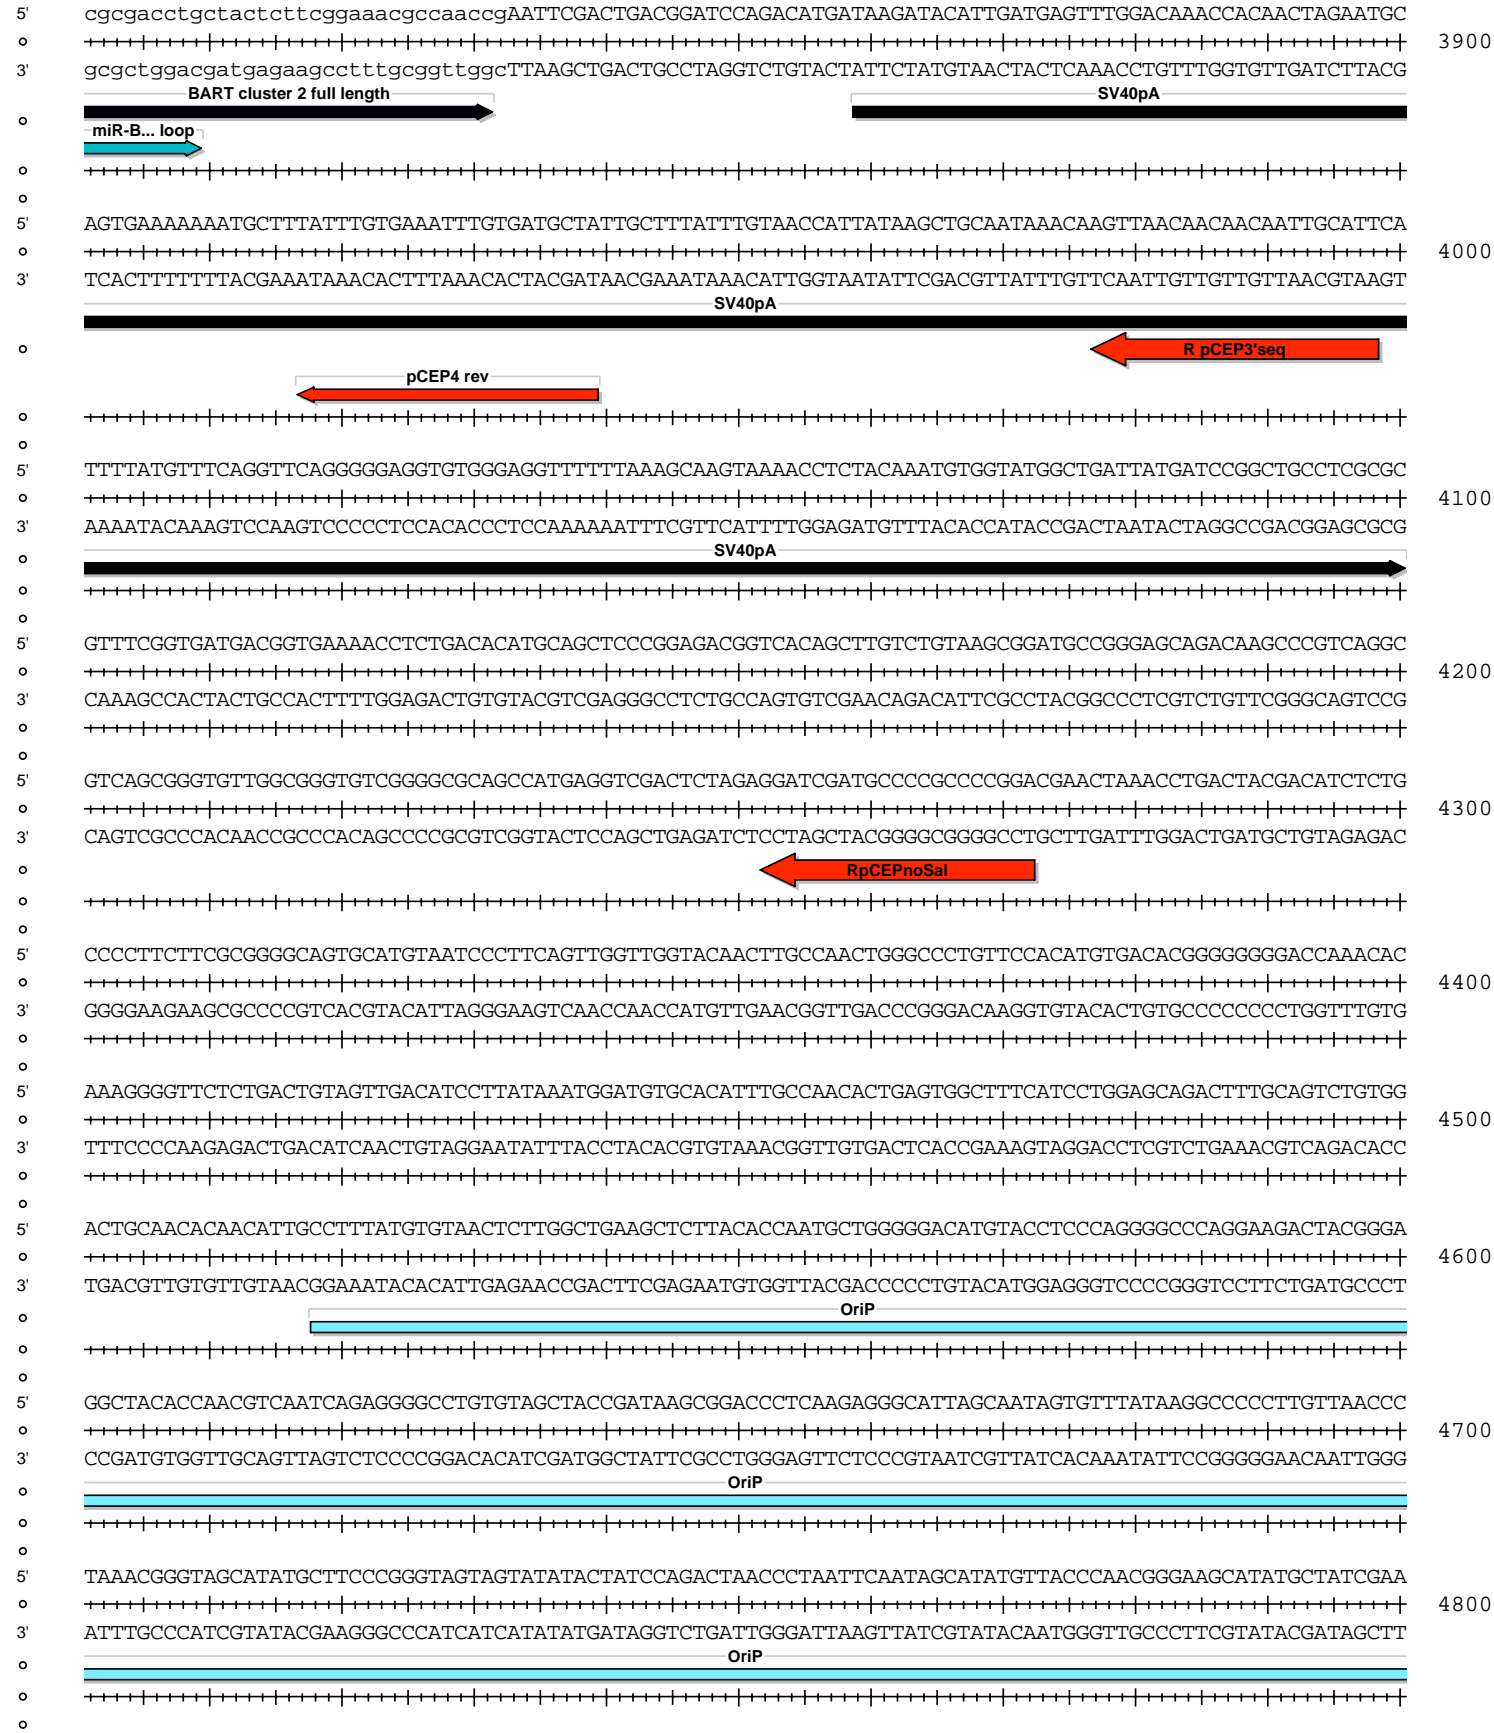 5' cgcgacctgctactcttcggaaacgccaaccgAATTCGACTGACGGATCCAGACATGATAAGATACATTGATGAGTTTGGACAAACCACAACTAGAATGC
3900
3' gcgctggacgatgagaagcctttgcggttggcTTAAGCTGACTGCCTAGGTCTGTACTATTCTATGTAACTACTCAAACCTGTTTGGTGTTGATCTTACG
BART cluster 2 full length SV40pA
miR-B... loop
5' AGTGAAAAAAATGCTTTATTTGTGAAATTTGTGATGCTATTGCTTTATTTGTAACCATTATAAGCTGCAATAAACAAGTTAACAACAACAATTGCATTCA
4000
3' TCACTTTTTTTACGAAATAAACACTTTAAACACTACGATAACGAAATAAACATTGGTAATATTCGACGTTATTTGTTCAATTGTTGTTGTTAACGTAAGT
SV40pA
R pCEP3'seq
pCEP4 rev
5' TTTTATGTTTCAGGTTCAGGGGGAGGTGTGGGAGGTTTTTTAAAGCAAGTAAAACCTCTACAAATGTGGTATGGCTGATTATGATCCGGCTGCCTCGCGC
4100
3' AAAATACAAAGTCCAAGTCCCCCTCCACACCCTCCAAAAAATTTCGTTCATTTTGGAGATGTTTACACCATACCGACTAATACTAGGCCGACGGAGCGCG
SV40pA
5' GTTTCGGTGATGACGGTGAAAACCTCTGACACATGCAGCTCCCGGAGACGGTCACAGCTTGTCTGTAAGCGGATGCCGGGAGCAGACAAGCCCGTCAGGC
4200
3' CAAAGCCACTACTGCCACTTTTGGAGACTGTGTACGTCGAGGGCCTCTGCCAGTGTCGAACAGACATTCGCCTACGGCCCTCGTCTGTTCGGGCAGTCCG
5' GTCAGCGGGTGTTGGCGGGTGTCGGGGCGCAGCCATGAGGTCGACTCTAGAGGATCGATGCCCCGCCCCGGACGAACTAAACCTGACTACGACATCTCTG
4300
3' CAGTCGCCCACAACCGCCCACAGCCCCGCGTCGGTACTCCAGCTGAGATCTCCTAGCTACGGGGCGGGGCCTGCTTGATTTGGACTGATGCTGTAGAGAC
RpCEPnoSal
5' CCCCTTCTTCGCGGGGCAGTGCATGTAATCCCTTCAGTTGGTTGGTACAACTTGCCAACTGGGCCCTGTTCCACATGTGACACGGGGGGGGACCAAACAC
4400
3' GGGGAAGAAGCGCCCCGTCACGTACATTAGGGAAGTCAACCAACCATGTTGAACGGTTGACCCGGGACAAGGTGTACACTGTGCCCCCCCCTGGTTTGTG
5' AAAGGGGTTCTCTGACTGTAGTTGACATCCTTATAAATGGATGTGCACATTTGCCAACACTGAGTGGCTTTCATCCTGGAGCAGACTTTGCAGTCTGTGG
4500
3' TTTCCCCAAGAGACTGACATCAACTGTAGGAATATTTACCTACACGTGTAAACGGTTGTGACTCACCGAAAGTAGGACCTCGTCTGAAACGTCAGACACC
5' ACTGCAACACAACATTGCCTTTATGTGTAACTCTTGGCTGAAGCTCTTACACCAATGCTGGGGGACATGTACCTCCCAGGGGCCCAGGAAGACTACGGGA
4600
3' TGACGTTGTGTTGTAACGGAAATACACATTGAGAACCGACTTCGAGAATGTGGTTACGACCCCCTGTACATGGAGGGTCCCCGGGTCCTTCTGATGCCCT
OriP
5' GGCTACACCAACGTCAATCAGAGGGGCCTGTGTAGCTACCGATAAGCGGACCCTCAAGAGGGCATTAGCAATAGTGTTTATAAGGCCCCCTTGTTAACCC
4700
3' CCGATGTGGTTGCAGTTAGTCTCCCCGGACACATCGATGGCTATTCGCCTGGGAGTTCTCCCGTAATCGTTATCACAAATATTCCGGGGGAACAATTGGG
OriP
5' TAAACGGGTAGCATATGCTTCCCGGGTAGTAGTATATACTATCCAGACTAACCCTAATTCAATAGCATATGTTACCCAACGGGAAGCATATGCTATCGAA
4800
3' ATTTGCCCATCGTATACGAAGGGCCCATCATCATATATGATAGGTCTGATTGGGATTAAGTTATCGTATACAATGGGTTGCCCTTCGTATACGATAGCTT
OriP